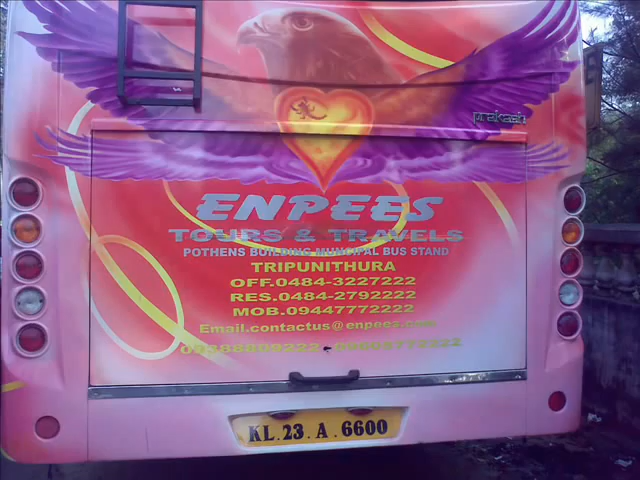 prakash
ENPEES
TOURS & TRAVELS
POTHENS BUILDING MUNCIPAL BUS STAND
TRIPUNITHURA
OFF.0484-3227222
RES.0484-2792222
MOB.09447772222
Email.contactus@enpees.com
KL.23.A.6600